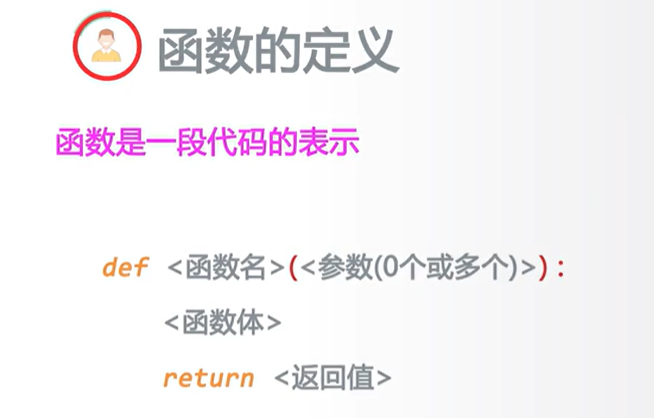 函数的定义
函数是一段代码的表示
def <函数名>(<参数(0个或多个)>):
<函数体>
return <返回值>